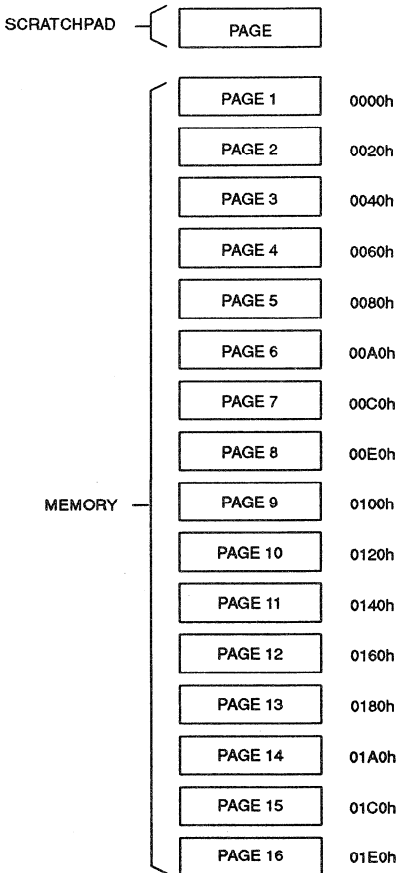 SCRATCHPAD PAGE
PAGE 1 0000h
PAGE 2 0020h
PAGE 3 0040h
PAGE 4 0060h
PAGE 5 0080h
PAGE 6 00A0h
PAGE 7 00C0h
PAGE 8 00E0h
MEMORY PAGE 9 0100h
PAGE 10 0120h
PAGE 11 0140h
PAGE 12 0160h
PAGE 13 0180h
PAGE 14 01A0h
PAGE 15 01C0h
PAGE 16 01E0h